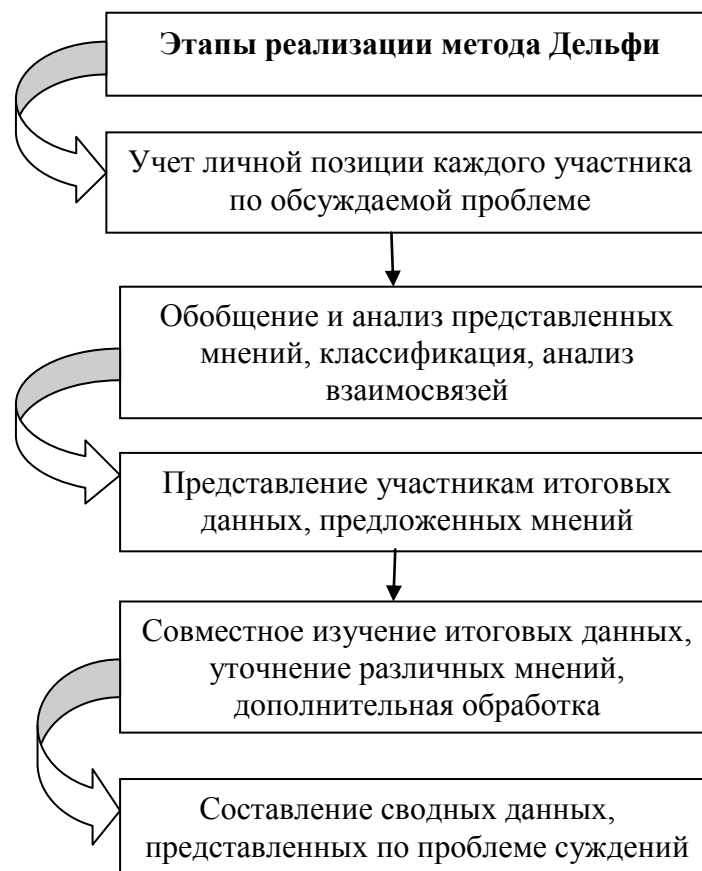 Этапы реализации метода Дельфи
Учет личной позиции каждого участника
по обсуждаемой проблеме
Обобщение и анализ представленных
мнений, классификация, анализ
взаимосвязей
Представление участникам итоговых
данных, предложенных мнений
Совместное изучение итоговых данных,
уточнение различных мнений,
дополнительная обработка
Составление сводных данных,
представленных по проблеме суждений